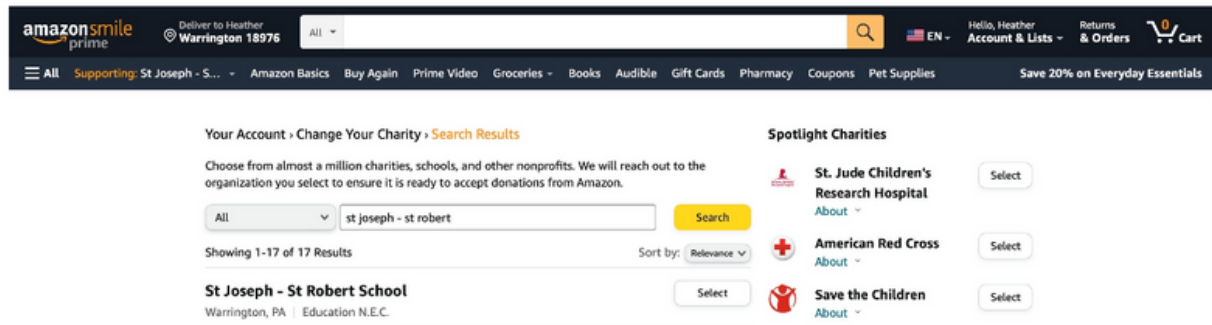 amazonsmile
prime
Deliver to Heather
Warrington 18976
All
EN
Hello, Heather
Account & Lists
Returns
& Orders
0
Cart
All
Supporting: St Joseph - S...
Amazon Basics
Buy Again
Prime Video
Groceries
Books
Audible
Gift Cards
Pharmacy
Coupons
Pet Supplies
Save 20% on Everyday Essentials
Your Account › Change Your Charity › Search Results
Choose from almost a million charities, schools, and other nonprofits. We will reach out to the
organization you select to ensure it is ready to accept donations from Amazon.
All
st joseph - st robert
Search
Showing 1-17 of 17 Results
Sort by: Relevance
St Joseph - St Robert School
Warrington, PA | Education N.E.C.
Select
Spotlight Charities
St. Jude Children's
Research Hospital
About
Select
American Red Cross
About
Select
Save the Children
About
Select